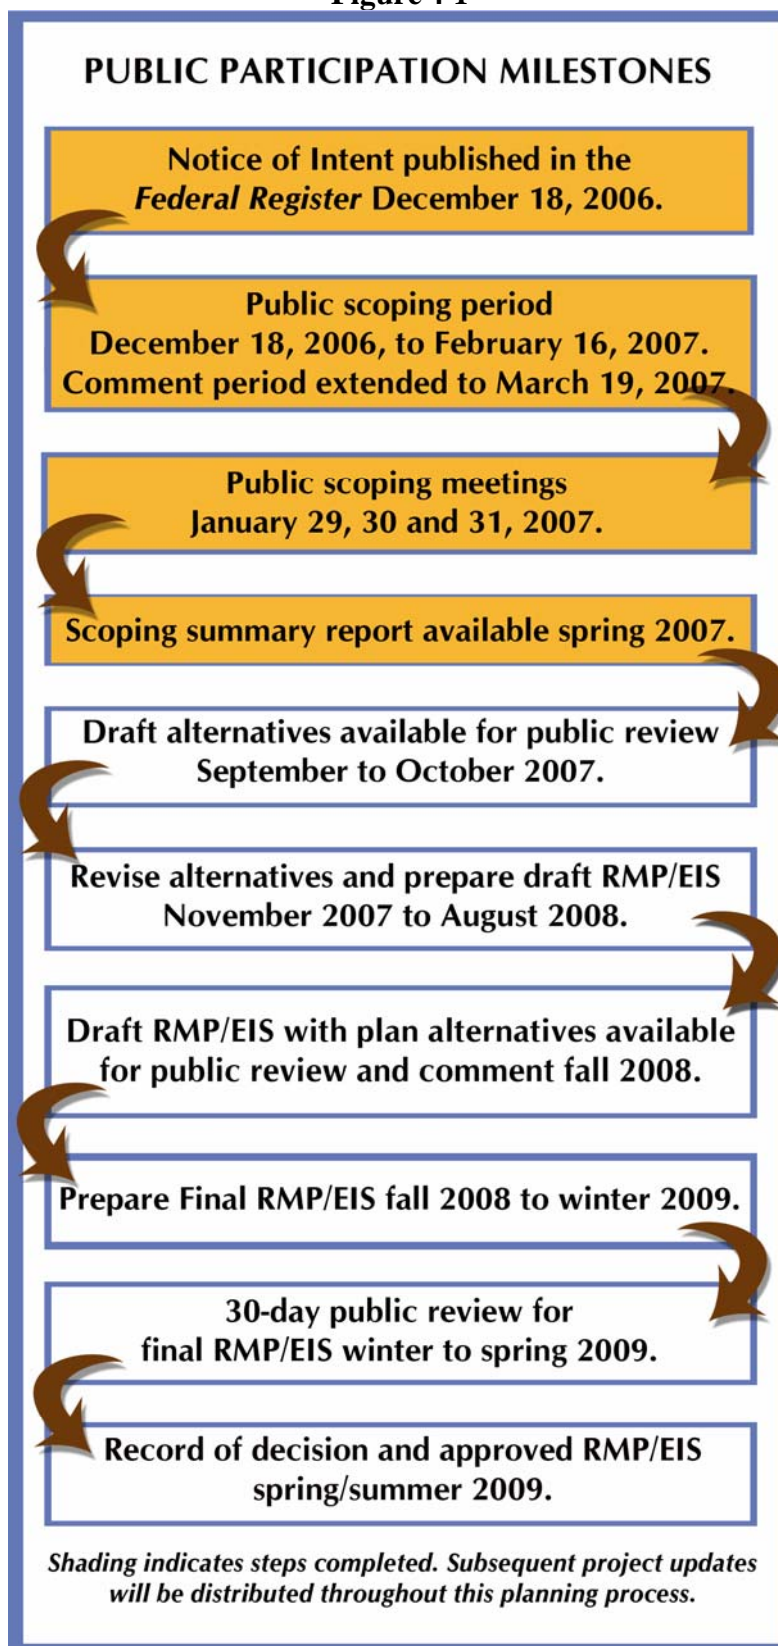 Figure 4-1
PUBLIC PARTICIPATION MILESTONES
Notice of Intent published in the
Federal Register December 18, 2006.
Public scoping period
December 18, 2006, to February 16, 2007.
Comment period extended to March 19, 2007.
Public scoping meetings
January 29, 30 and 31, 2007.
Scoping summary report available spring 2007.
Draft alternatives available for public review
September to October 2007.
Revise alternatives and prepare draft RMP/EIS
November 2007 to August 2008.
Draft RMP/EIS with plan alternatives available
for public review and comment fall 2008.
Prepare Final RMP/EIS fall 2008 to winter 2009.
30-day public review for
final RMP/EIS winter to spring 2009.
Record of decision and approved RMP/EIS
spring/summer 2009.
Shading indicates steps completed. Subsequent project updates
will be distributed throughout this planning process.